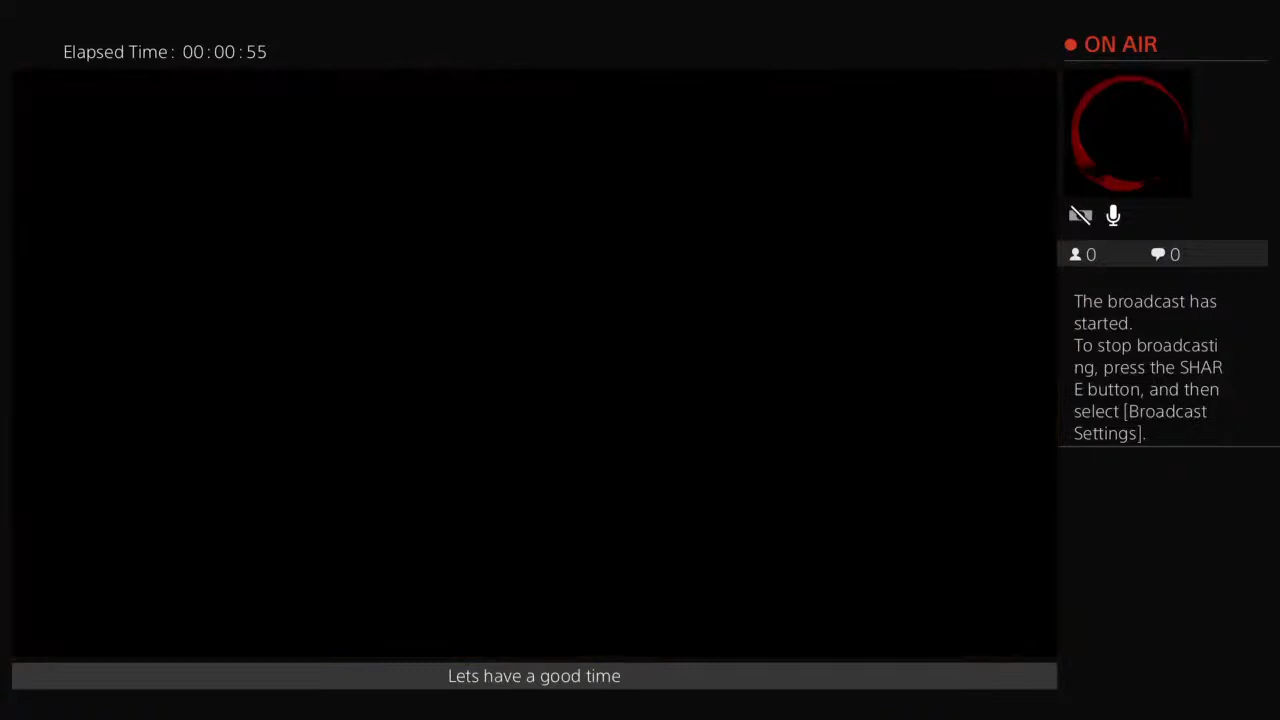 Elapsed Time: 00:00:55
ON AIR
0 0
The broadcast has
started.
To stop broadcasti
ng, press the SHAR
E button, and then
select [Broadcast
Settings].
Lets have a good time